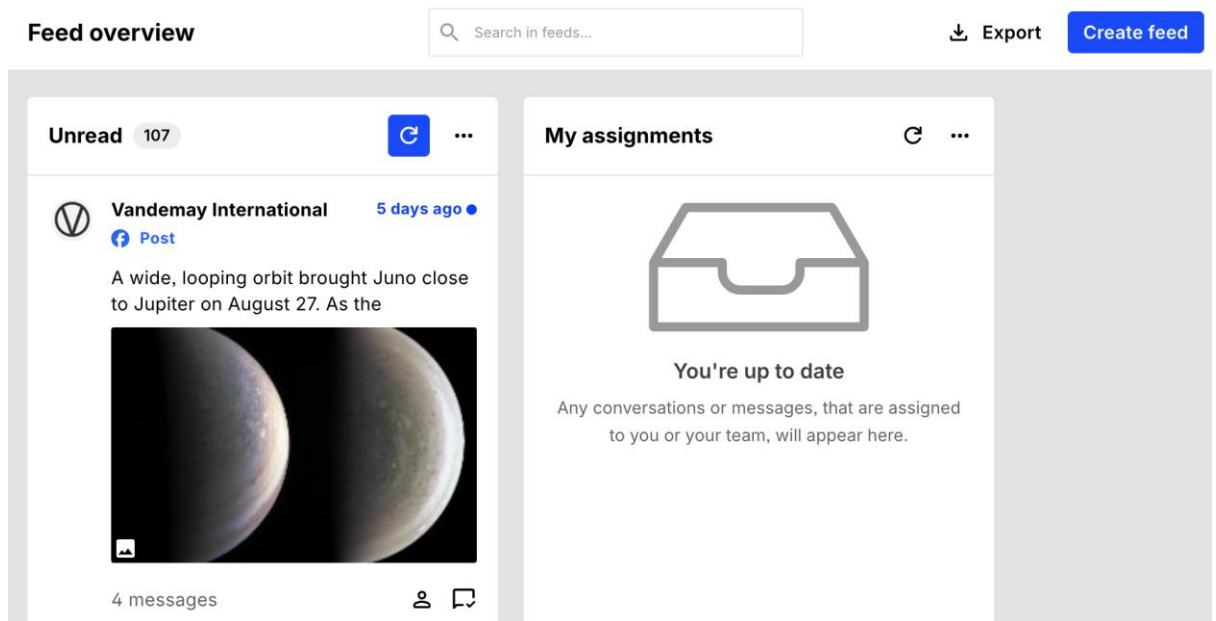 Feed overview
Search in feeds...
Export
Create feed
Unread 107
Vandemay International 5 days ago
Post
A wide, looping orbit brought Juno close
to Jupiter on August 27. As the
4 messages
My assignments
You're up to date
Any conversations or messages, that are assigned
to you or your team, will appear here.